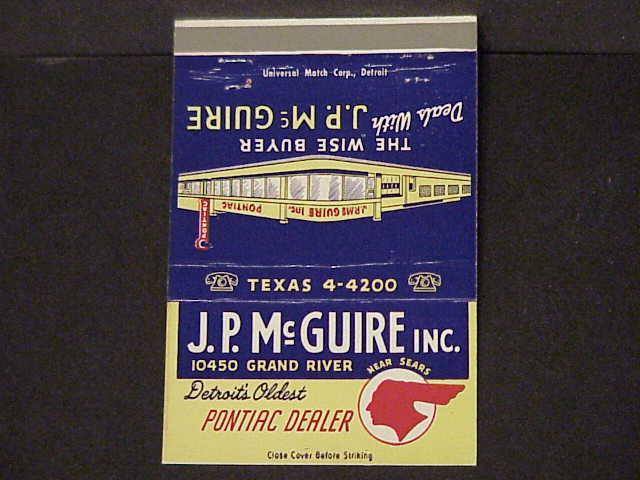 Universal Match Corp., Detroit
THE WISE BUYER
Deals With J.P. McGUIRE
PONTIAC
J.P. McGUIRE Inc.
PONTIAC
TEXAS 4-4200
J.P. McGUIRE INC.
10450 GRAND RIVER
NEAR SEARS
Detroit's Oldest
PONTIAC DEALER
Close Cover Before Striking